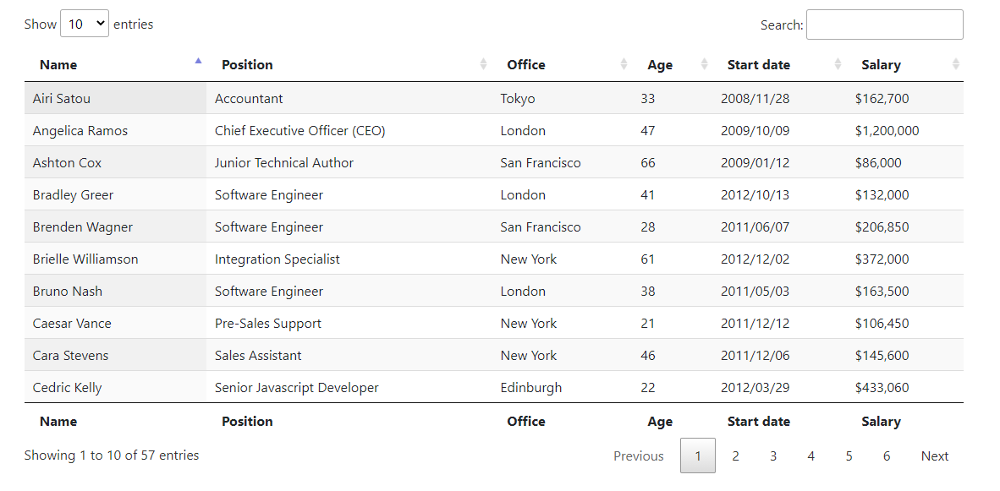 Show 10 entries Search:
Name Position Office Age Start date Salary
Airi Satou Accountant Tokyo 33 2008/11/28 $162,700
Angelica Ramos Chief Executive Officer (CEO) London 47 2009/10/09 $1,200,000
Ashton Cox Junior Technical Author San Francisco 66 2009/01/12 $86,000
Bradley Greer Software Engineer London 41 2012/10/13 $132,000
Brenden Wagner Software Engineer San Francisco 28 2011/06/07 $206,850
Brielle Williamson Integration Specialist New York 61 2012/12/02 $372,000
Bruno Nash Software Engineer London 38 2011/05/03 $163,500
Caesar Vance Pre-Sales Support New York 21 2011/12/12 $106,450
Cara Stevens Sales Assistant New York 46 2011/12/06 $145,600
Cedric Kelly Senior Javascript Developer Edinburgh 22 2012/03/29 $433,060
Name Position Office Age Start date Salary
Showing 1 to 10 of 57 entries Previous 1 2 3 4 5 6 Next